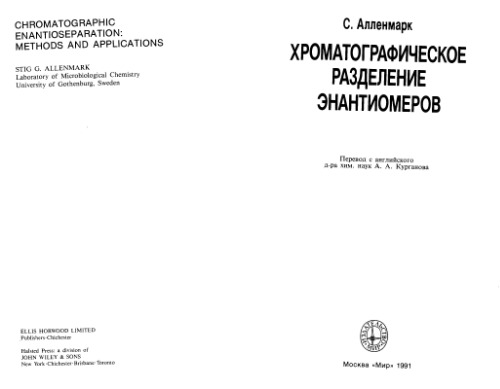 CHROMATOGRAPHIC
ENANTIOSEPARATION:
METHODS AND APPLICATIONS
STIG G. ALLENMARK
Laboratory of Microbiological Chemistry
University of Gothenburg, Sweden
ELLIS HORWOOD LIMITED
Publishers·Chichester
Halsted Press: a division of
JOHN WILEY & SONS
New York·Chichester·Brisbane·Toronto
С. Алленмарк
ХРОМАТОГРАФИЧЕСКОЕ
РАЗДЕЛЕНИЕ
ЭНАНТИОМЕРОВ
Перевод с английского
д-ра хим. наук А. А. Курганова
ИЗДАТЕЛЬСТВО
МИР
Москва «Мир» 1991